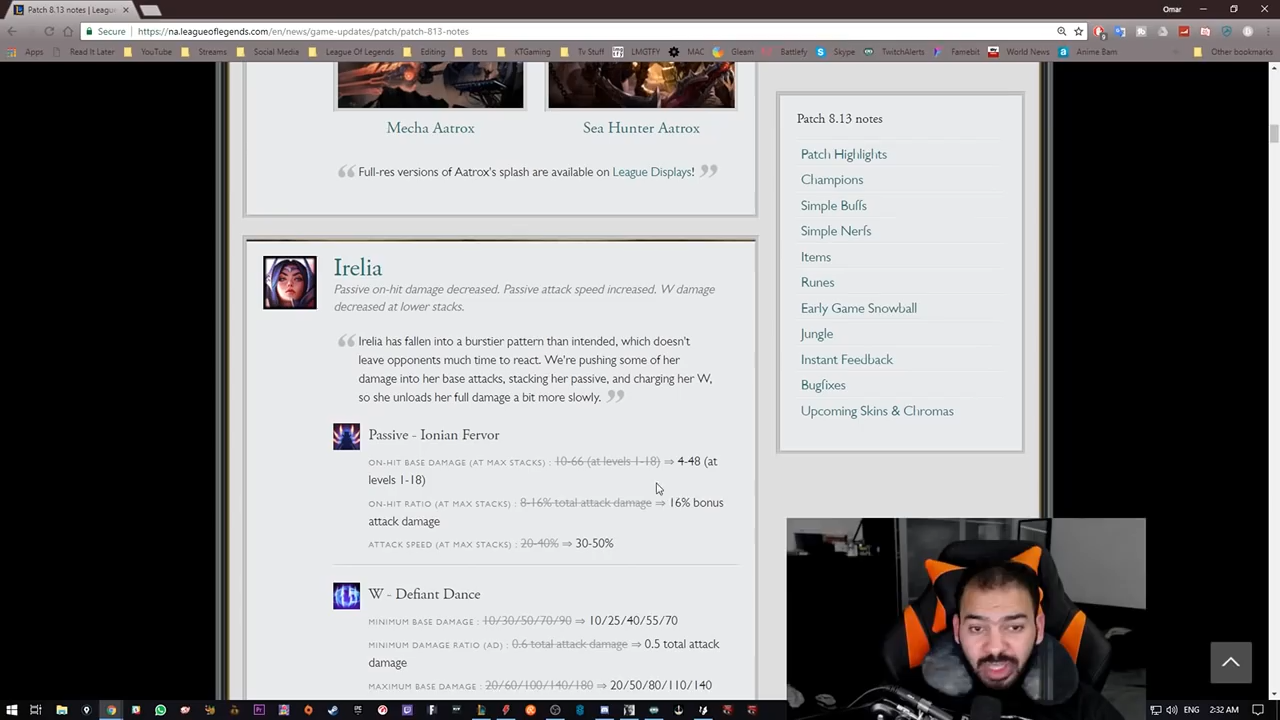 Patch 8.13 notes | Leagu
Omar
Secure https://na.leagueoflegends.com/en/news/game-updates/patch/patch-813-notes
Apps Read It Later YouTube Streams Social Media League Of Legends Editing Bots KTGaming Tv Stuff LMGTFY MAC Gleam Battlefy Skype TwitchAlerts Famebit World News Anime Bam Other bookmarks
Mecha Aatrox Sea Hunter Aatrox
“ Full-res versions of Aatrox's splash are available on League Displays! ”
Irelia
Passive on-hit damage decreased. Passive attack speed increased. W damage
decreased at lower stacks.
“ Irelia has fallen into a burstier pattern than intended, which doesn't
leave opponents much time to react. We're pushing some of her
damage into her base attacks, stacking her passive, and charging her W,
so she unloads her full damage a bit more slowly. ”
Passive - Ionian Fervor
ON-HIT BASE DAMAGE (AT MAX STACKS) : 10-66 (at levels 1-18) ⇒ 4-48 (at
levels 1-18)
ON-HIT RATIO (AT MAX STACKS) : 8-16% total attack damage ⇒ 16% bonus
attack damage
ATTACK SPEED (AT MAX STACKS) : 20-40% ⇒ 30-50%
W - Defiant Dance
MINIMUM BASE DAMAGE : 10/30/50/70/90 ⇒ 10/25/40/55/70
MINIMUM DAMAGE RATIO (AD) : 0.6 total attack damage ⇒ 0.5 total attack
damage
MAXIMUM BASE DAMAGE : 20/60/100/140/180 ⇒ 20/50/80/110/140
Patch 8.13 notes
Patch Highlights
Champions
Simple Buffs
Simple Nerfs
Items
Runes
Early Game Snowball
Jungle
Instant Feedback
Bugfixes
Upcoming Skins & Chromas
ENG 2:32 AM